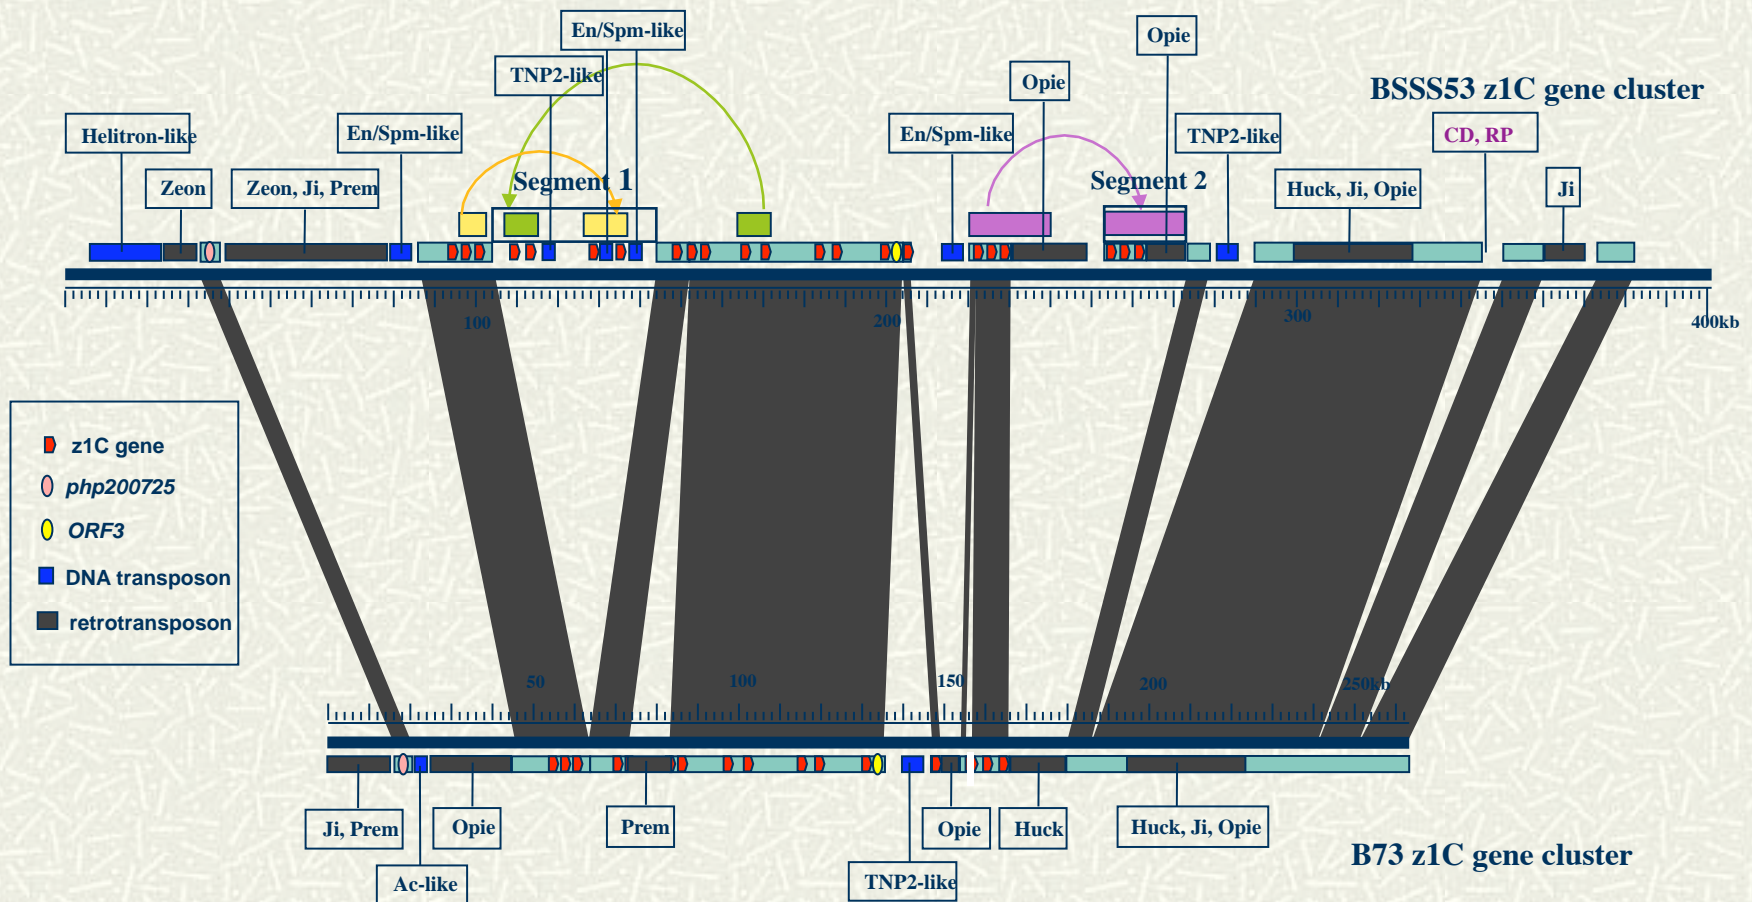 En/Spm-like
Opie
TNP2-like
Opie
BSSS53 z1C gene cluster
Helitron-like
En/Spm-like
En/Spm-like
TNP2-like
CD, RP
Zeon
Zeon, Ji, Prem
Segment 1
Segment 2
Huck, Ji, Opie
Ji
100
200
300
400kb
z1C gene
php200725
ORF3
DNA transposon
retrotransposon
50
100
150
200
250kb
Ji, Prem
Opie
Prem
Opie
Huck
Huck, Ji, Opie
B73 z1C gene cluster
Ac-like
TNP2-like